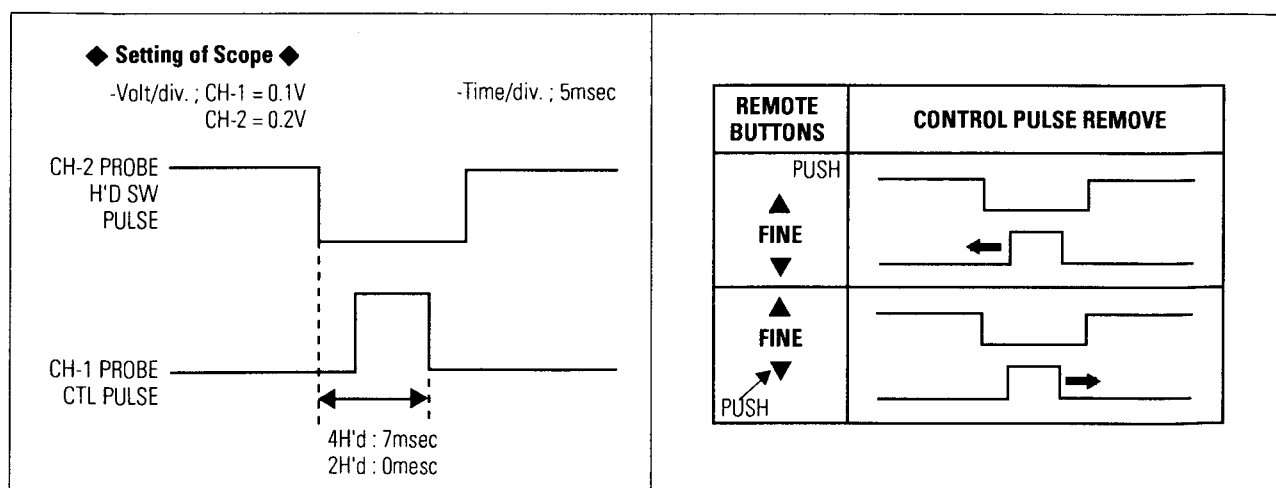 ◆ Setting of Scope ◆
-Volt/div. ; CH-1 = 0.1V
CH-2 = 0.2V
-Time/div. ; 5msec
CH-2 PROBE
H'D SW
PULSE
CH-1 PROBE
CTL PULSE
4H'd : 7msec
2H'd : 0mesc
REMOTE
BUTTONS
CONTROL PULSE REMOVE
PUSH
▲
FINE
▼
▲
FINE
▼
PUSH